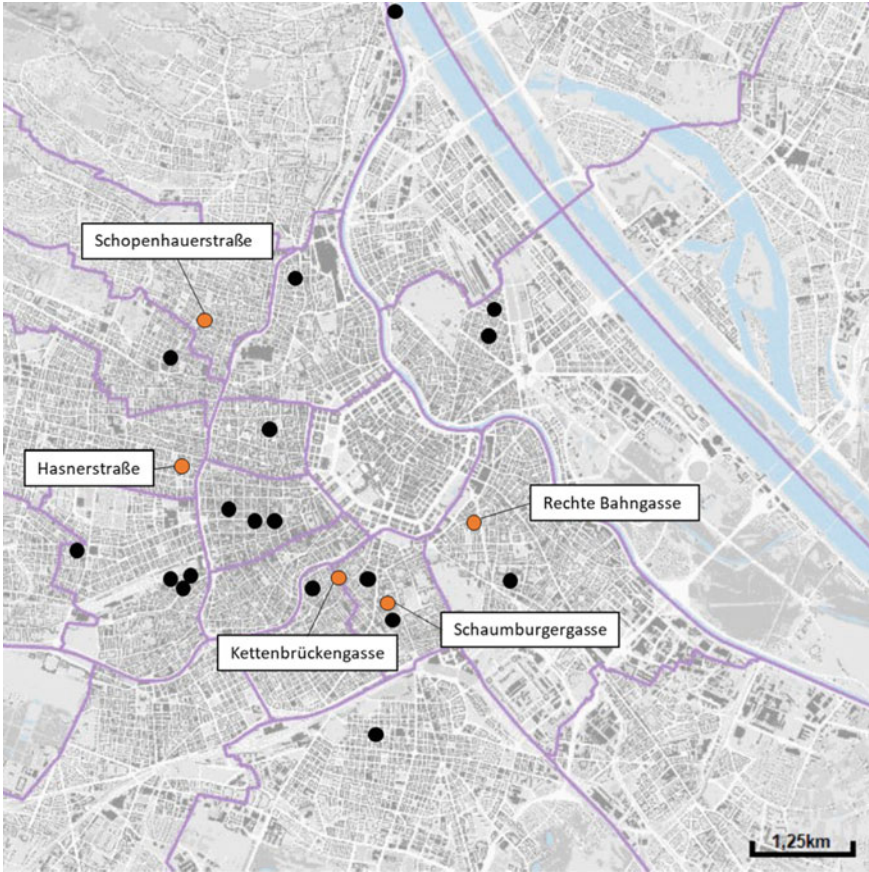 Schopenhauerstraße
Hasnerstraße
Rechte Bahngasse
Schaumburgergasse
Kettenbrückengasse
1,25km